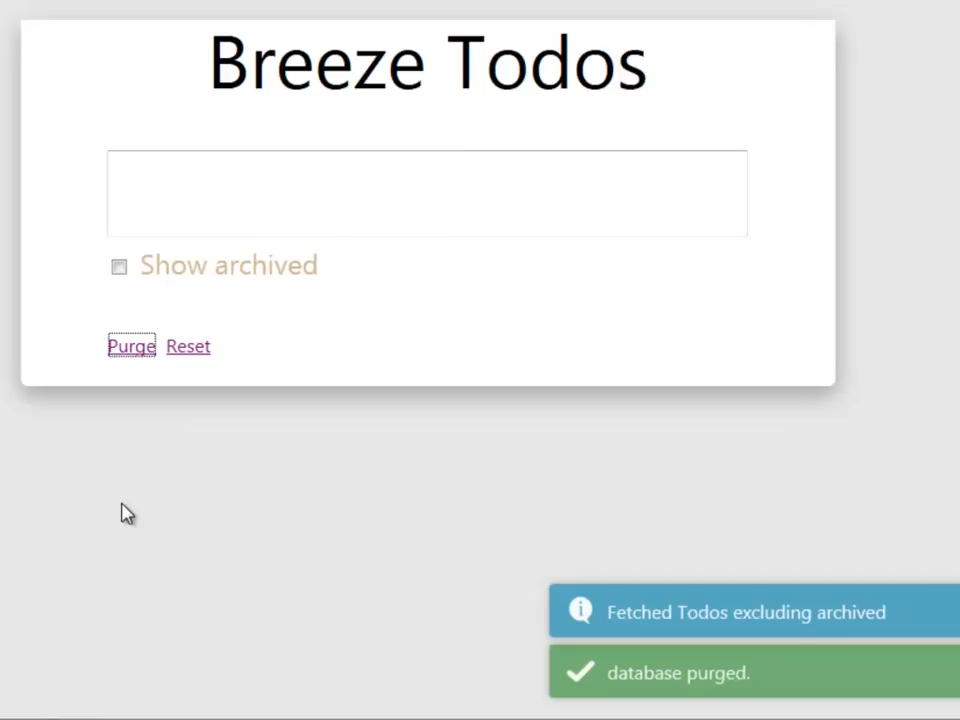 Breeze Todos
Show archived
Purge Reset
Fetched Todos excluding archived
database purged.